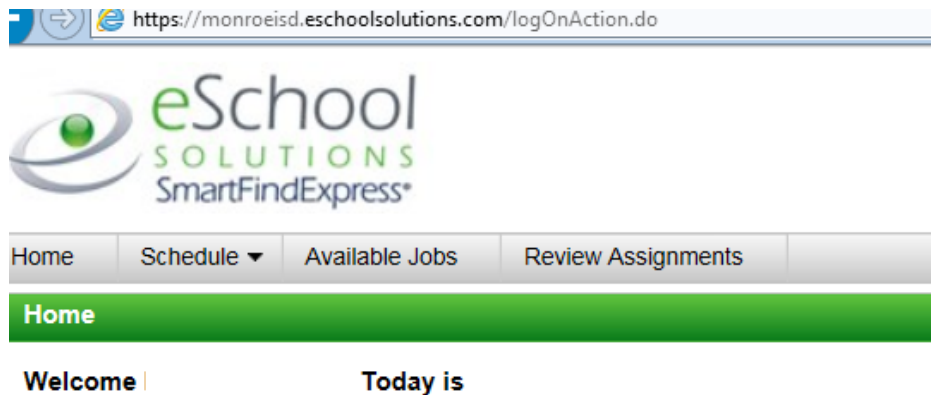 https://monroeisd.eschoolsolutions.com/logOnAction.do
eSchool
SOLUTIONS
SmartFindExpress
Home Schedule Available Jobs Review Assignments
Home
Welcome Today is